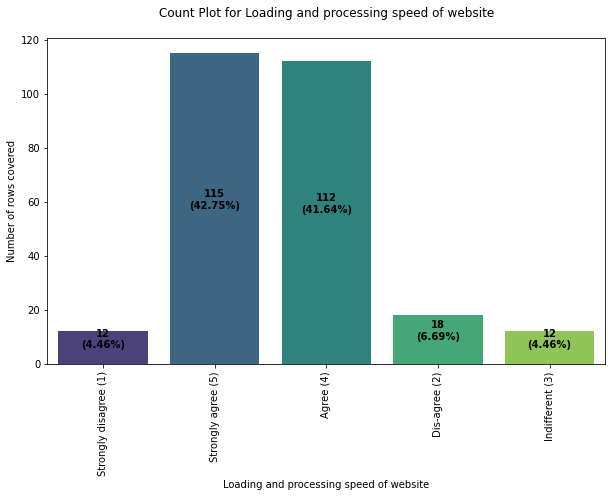 Count Plot for Loading and processing speed of website
Number of rows covered
120
100
80
60
40
20
0
12
(4.46%)
115
(42.75%)
112
(41.64%)
18
(6.69%)
12
(4.46%)
Strongly disagree (1)
Strongly agree (5)
Agree (4)
Dis-agree (2)
Indifferent (3)
Loading and processing speed of website